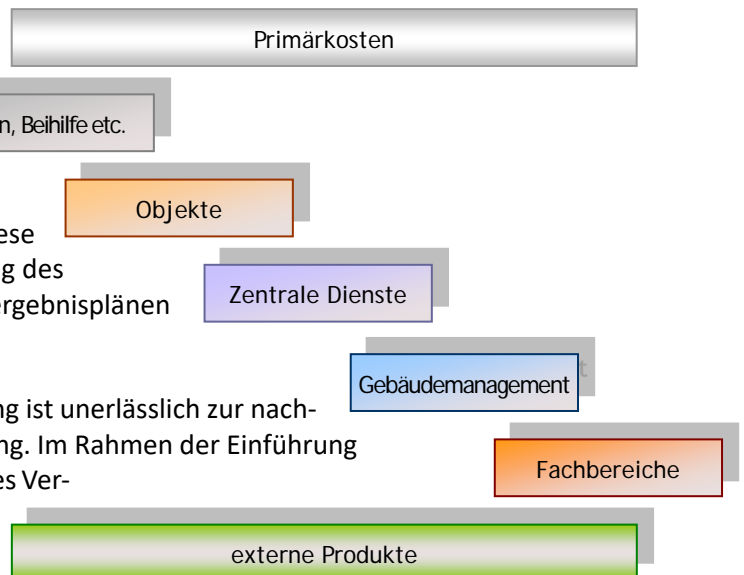 Primärkosten
n, Beihilfe etc.
Objekte
ese
g des
ergebnisplänen
Zentrale Dienste
Gebäudemanagement
t
ng ist unerlässlich zur nach-
ng. Im Rahmen der Einführung
es Ver-
Fachbereiche
externe Produkte